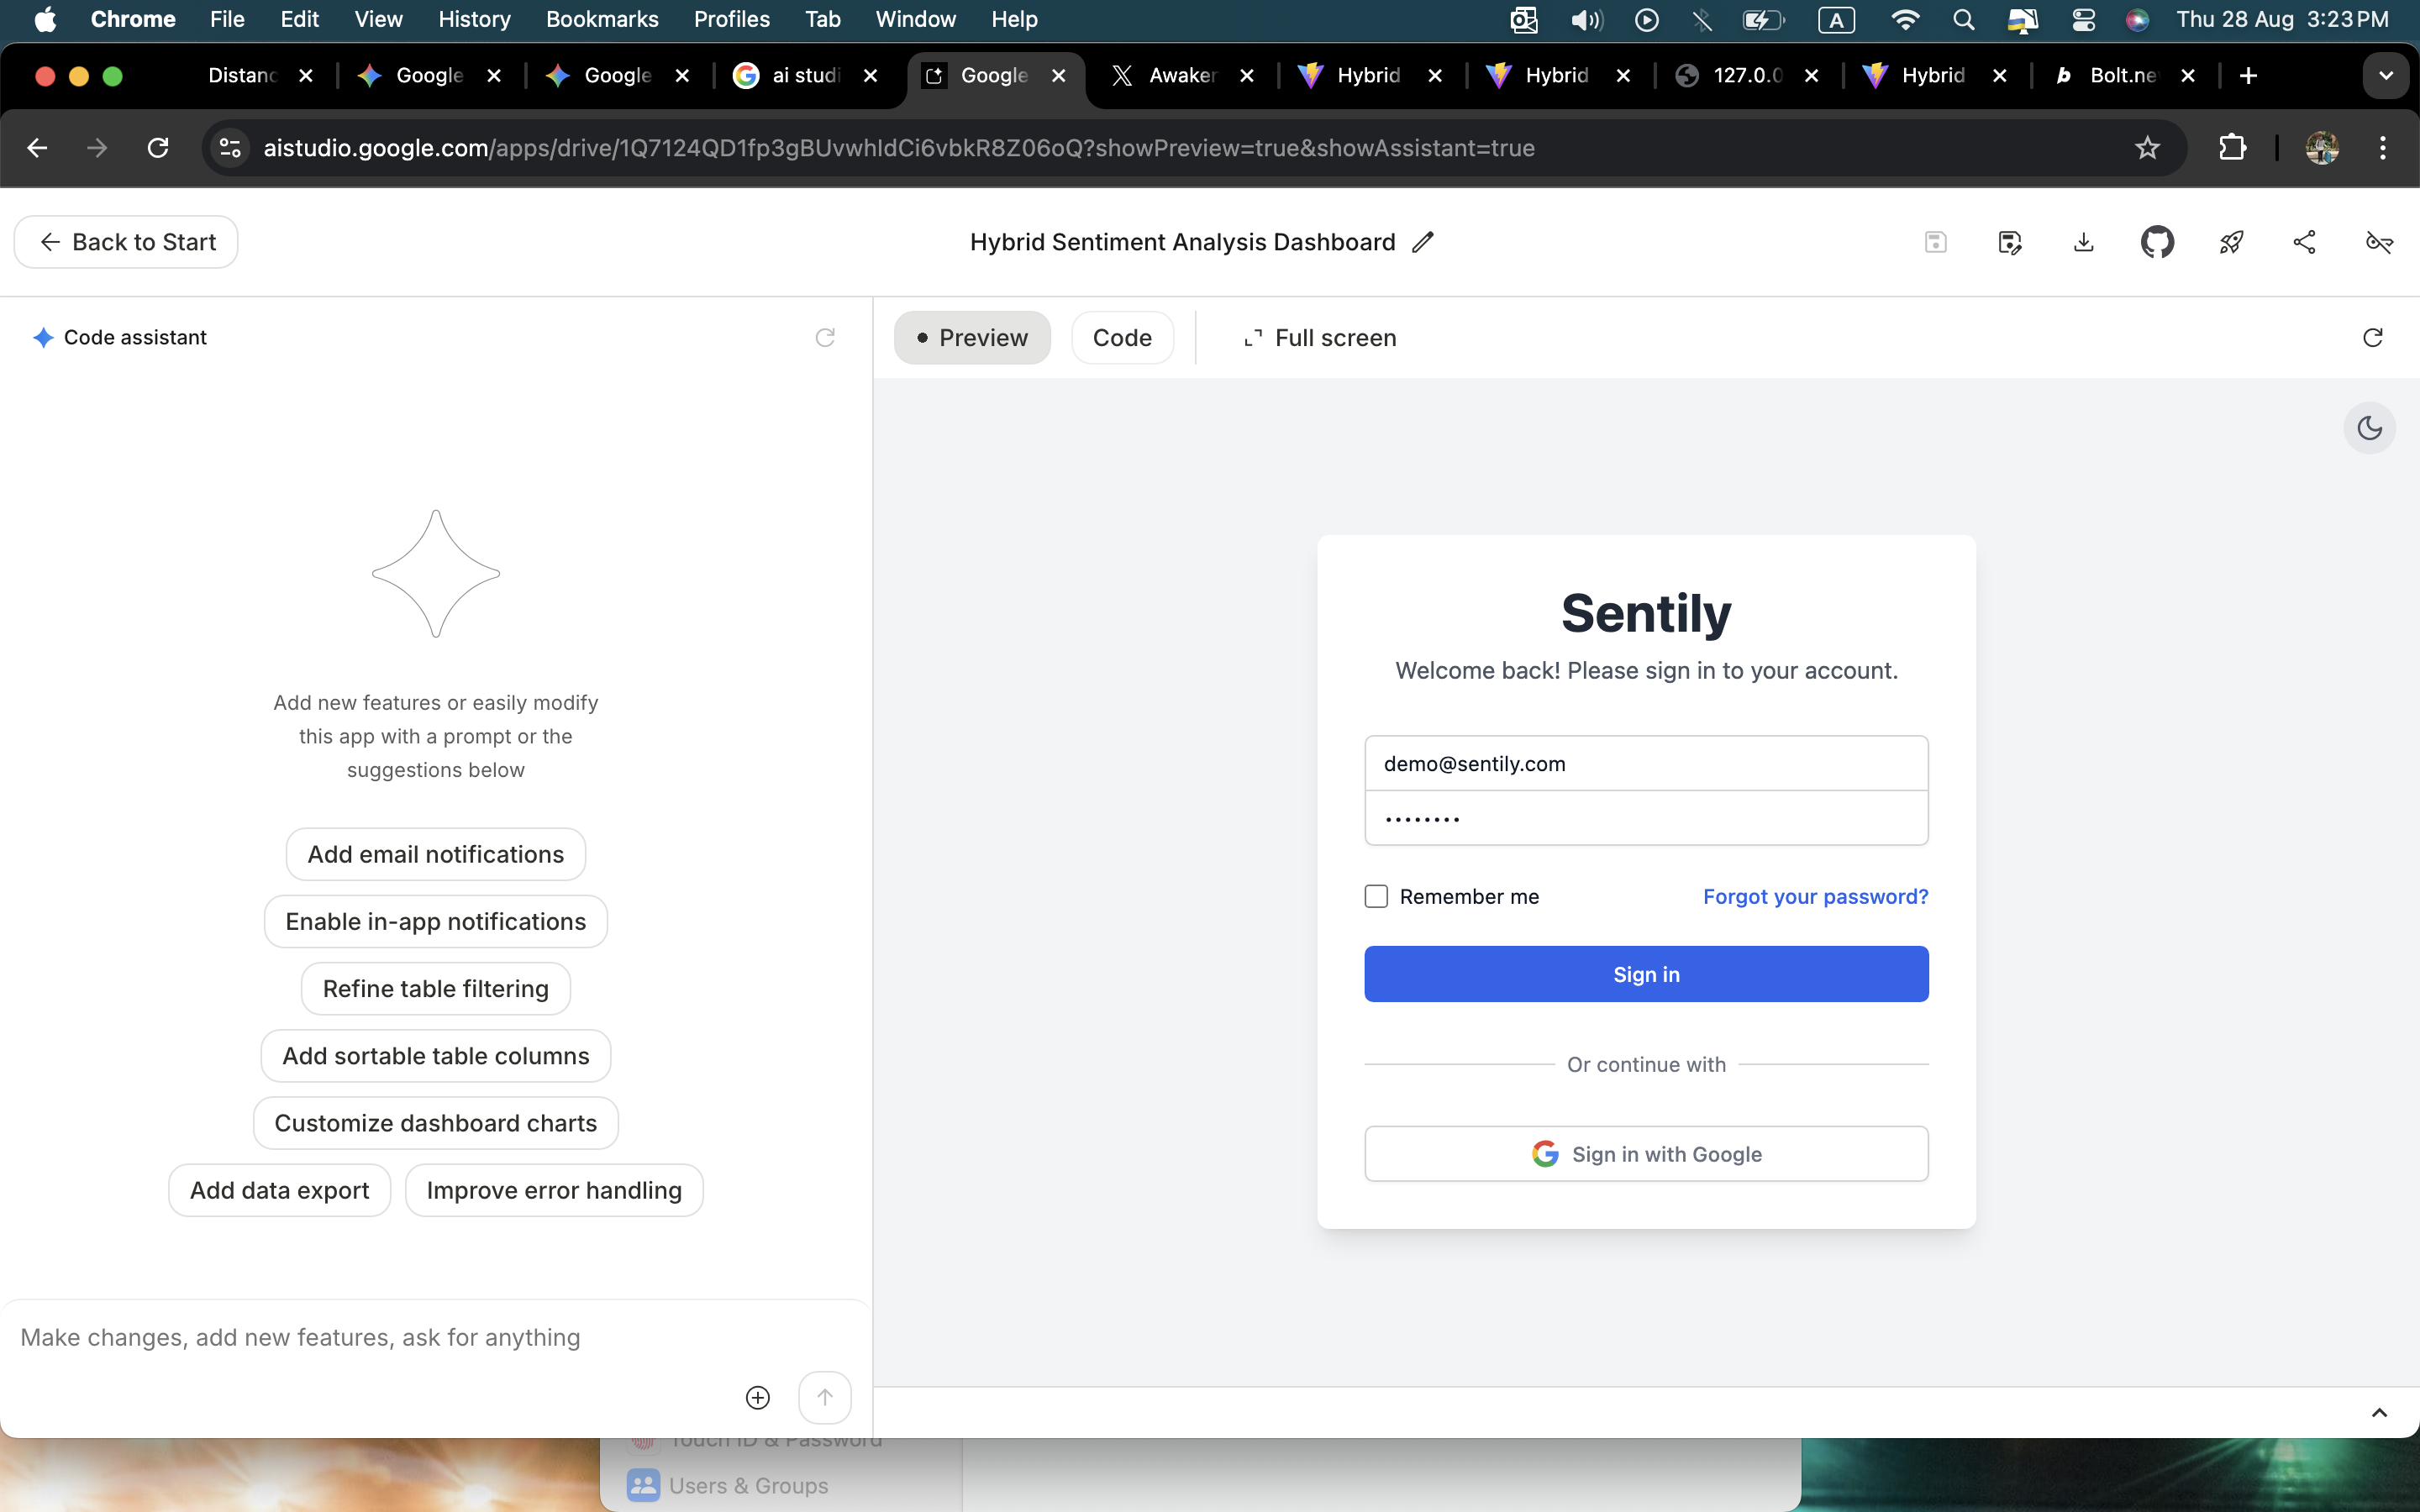 Chrome File Edit View History Bookmarks Profiles Tab Window Help A Thu 28 Aug 3:23 PM
Distanc Google Google ai studi Google Awaken Hybrid Hybrid 127.0.0 Hybrid Bolt.ne
aistudio.google.com/apps/drive/1Q7124QD1fp3gBUvwhIdCi6vbkR8Z06oQ?showPreview=true&showAssistant=true
Back to Start
Hybrid Sentiment Analysis Dashboard
Code assistant
Preview Code Full screen
Add new features or easily modify
this app with a prompt or the
suggestions below
Add email notifications
Enable in-app notifications
Refine table filtering
Add sortable table columns
Customize dashboard charts
Add data export Improve error handling
Make changes, add new features, ask for anything
Sentily
Welcome back! Please sign in to your account.
demo@sentily.com
••••••••
Remember me Forgot your password?
Sign in
Or continue with
Sign in with Google
Touch ID & Password
Users & Groups